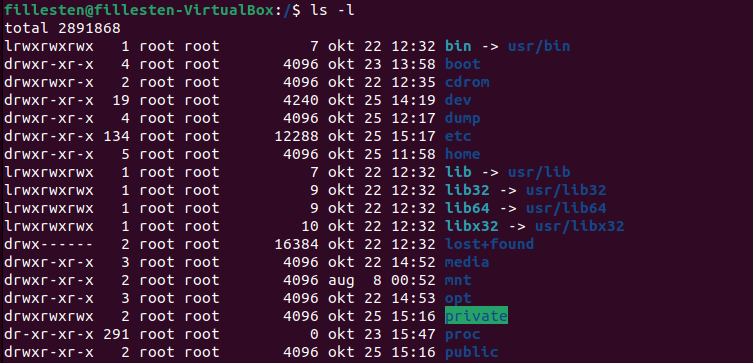 fillesten@fillesten-VirtualBox:/$ ls -l
total 2891868
lrwxrwxrwx   1 root root          7 okt 22 12:32 bin -> usr/bin
drwxr-xr-x   4 root root       4096 okt 23 13:58 boot
drwxrwxr-x   2 root root       4096 okt 22 12:35 cdrom
drwxr-xr-x  19 root root       4240 okt 25 14:19 dev
drwxr-xr-x   4 root root       4096 okt 25 12:17 dump
drwxr-xr-x 134 root root      12288 okt 25 15:17 etc
drwxr-xr-x   5 root root       4096 okt 25 11:58 home
lrwxrwxrwx   1 root root          7 okt 22 12:32 lib -> usr/lib
lrwxrwxrwx   1 root root          9 okt 22 12:32 lib32 -> usr/lib32
lrwxrwxrwx   1 root root          9 okt 22 12:32 lib64 -> usr/lib64
lrwxrwxrwx   1 root root         10 okt 22 12:32 libx32 -> usr/libx32
drwx------   2 root root      16384 okt 22 12:32 lost+found
drwxr-xr-x   3 root root       4096 okt 22 14:52 media
drwxr-xr-x   2 root root       4096 aug  8 00:52 mnt
drwxr-xr-x   3 root root       4096 okt 22 14:53 opt
drwxrwxrwx   2 root root       4096 okt 25 15:16 private
dr-xr-xr-x 291 root root          0 okt 23 15:47 proc
drwxr-xr-x   2 root root       4096 okt 25 15:16 public